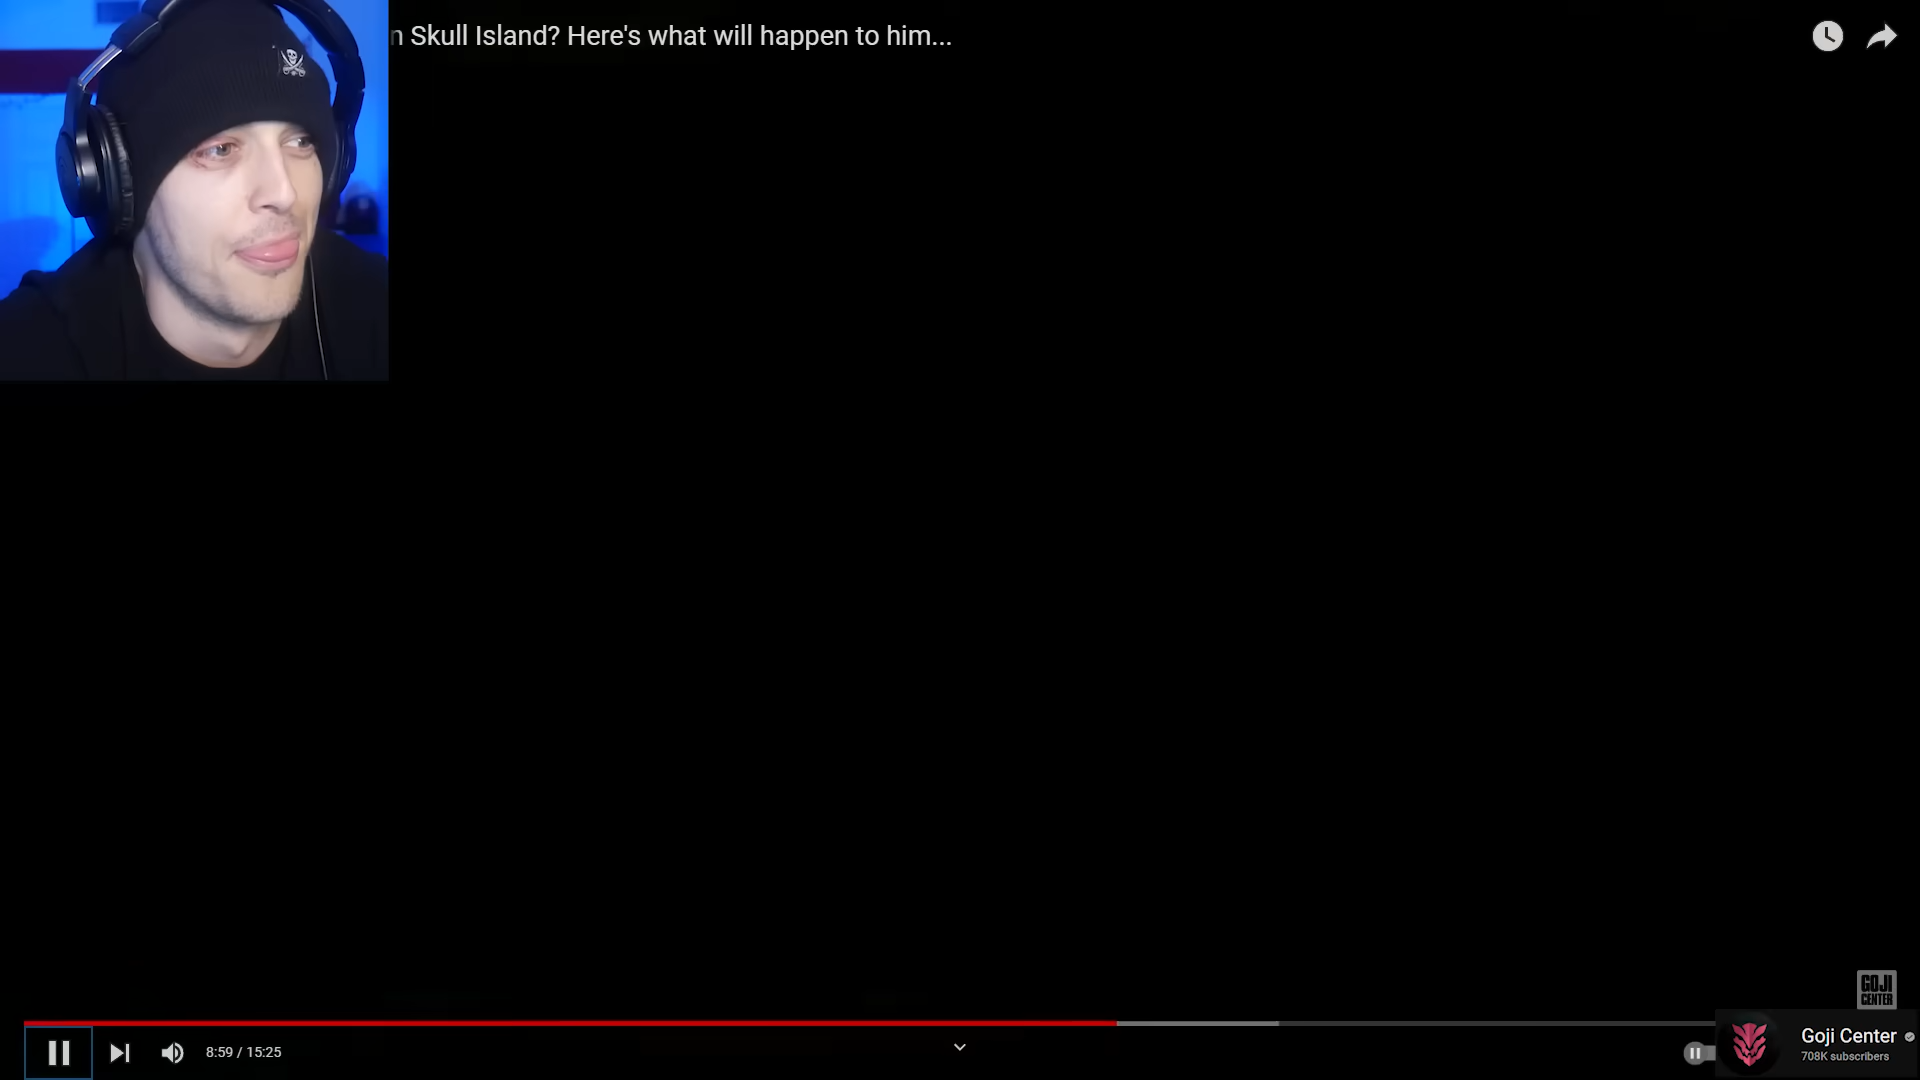 n Skull Island? Here's what will happen to him...
GOJI
CENTER
8:59 / 15:25
Goji Center
708K subscribers